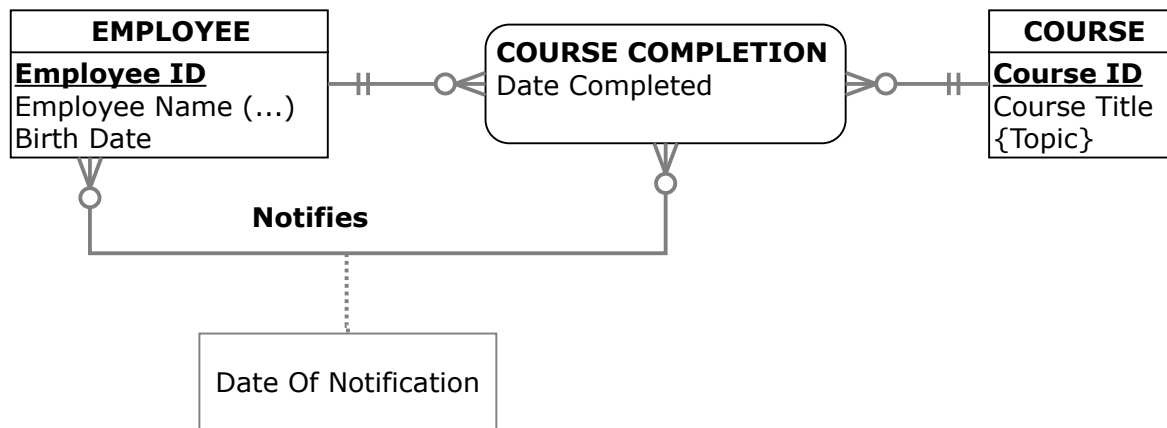 EMPLOYEE
Employee ID
Employee Name (...)
Birth Date
COURSE COMPLETION
Date Completed
COURSE
Course ID
Course Title
{Topic}
Notifies
Date Of Notification